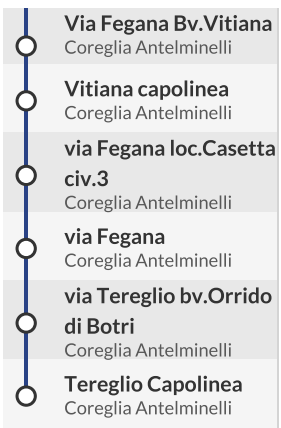 Via Fegana Bv.Vitiana
Coreglia Antelminelli
Vitiana capolinea
Coreglia Antelminelli
via Fegana loc.Casetta
civ.3
Coreglia Antelminelli
via Fegana
Coreglia Antelminelli
via Tereglio bv.Orrido
di Botri
Coreglia Antelminelli
Tereglio Capolinea
Coreglia Antelminelli